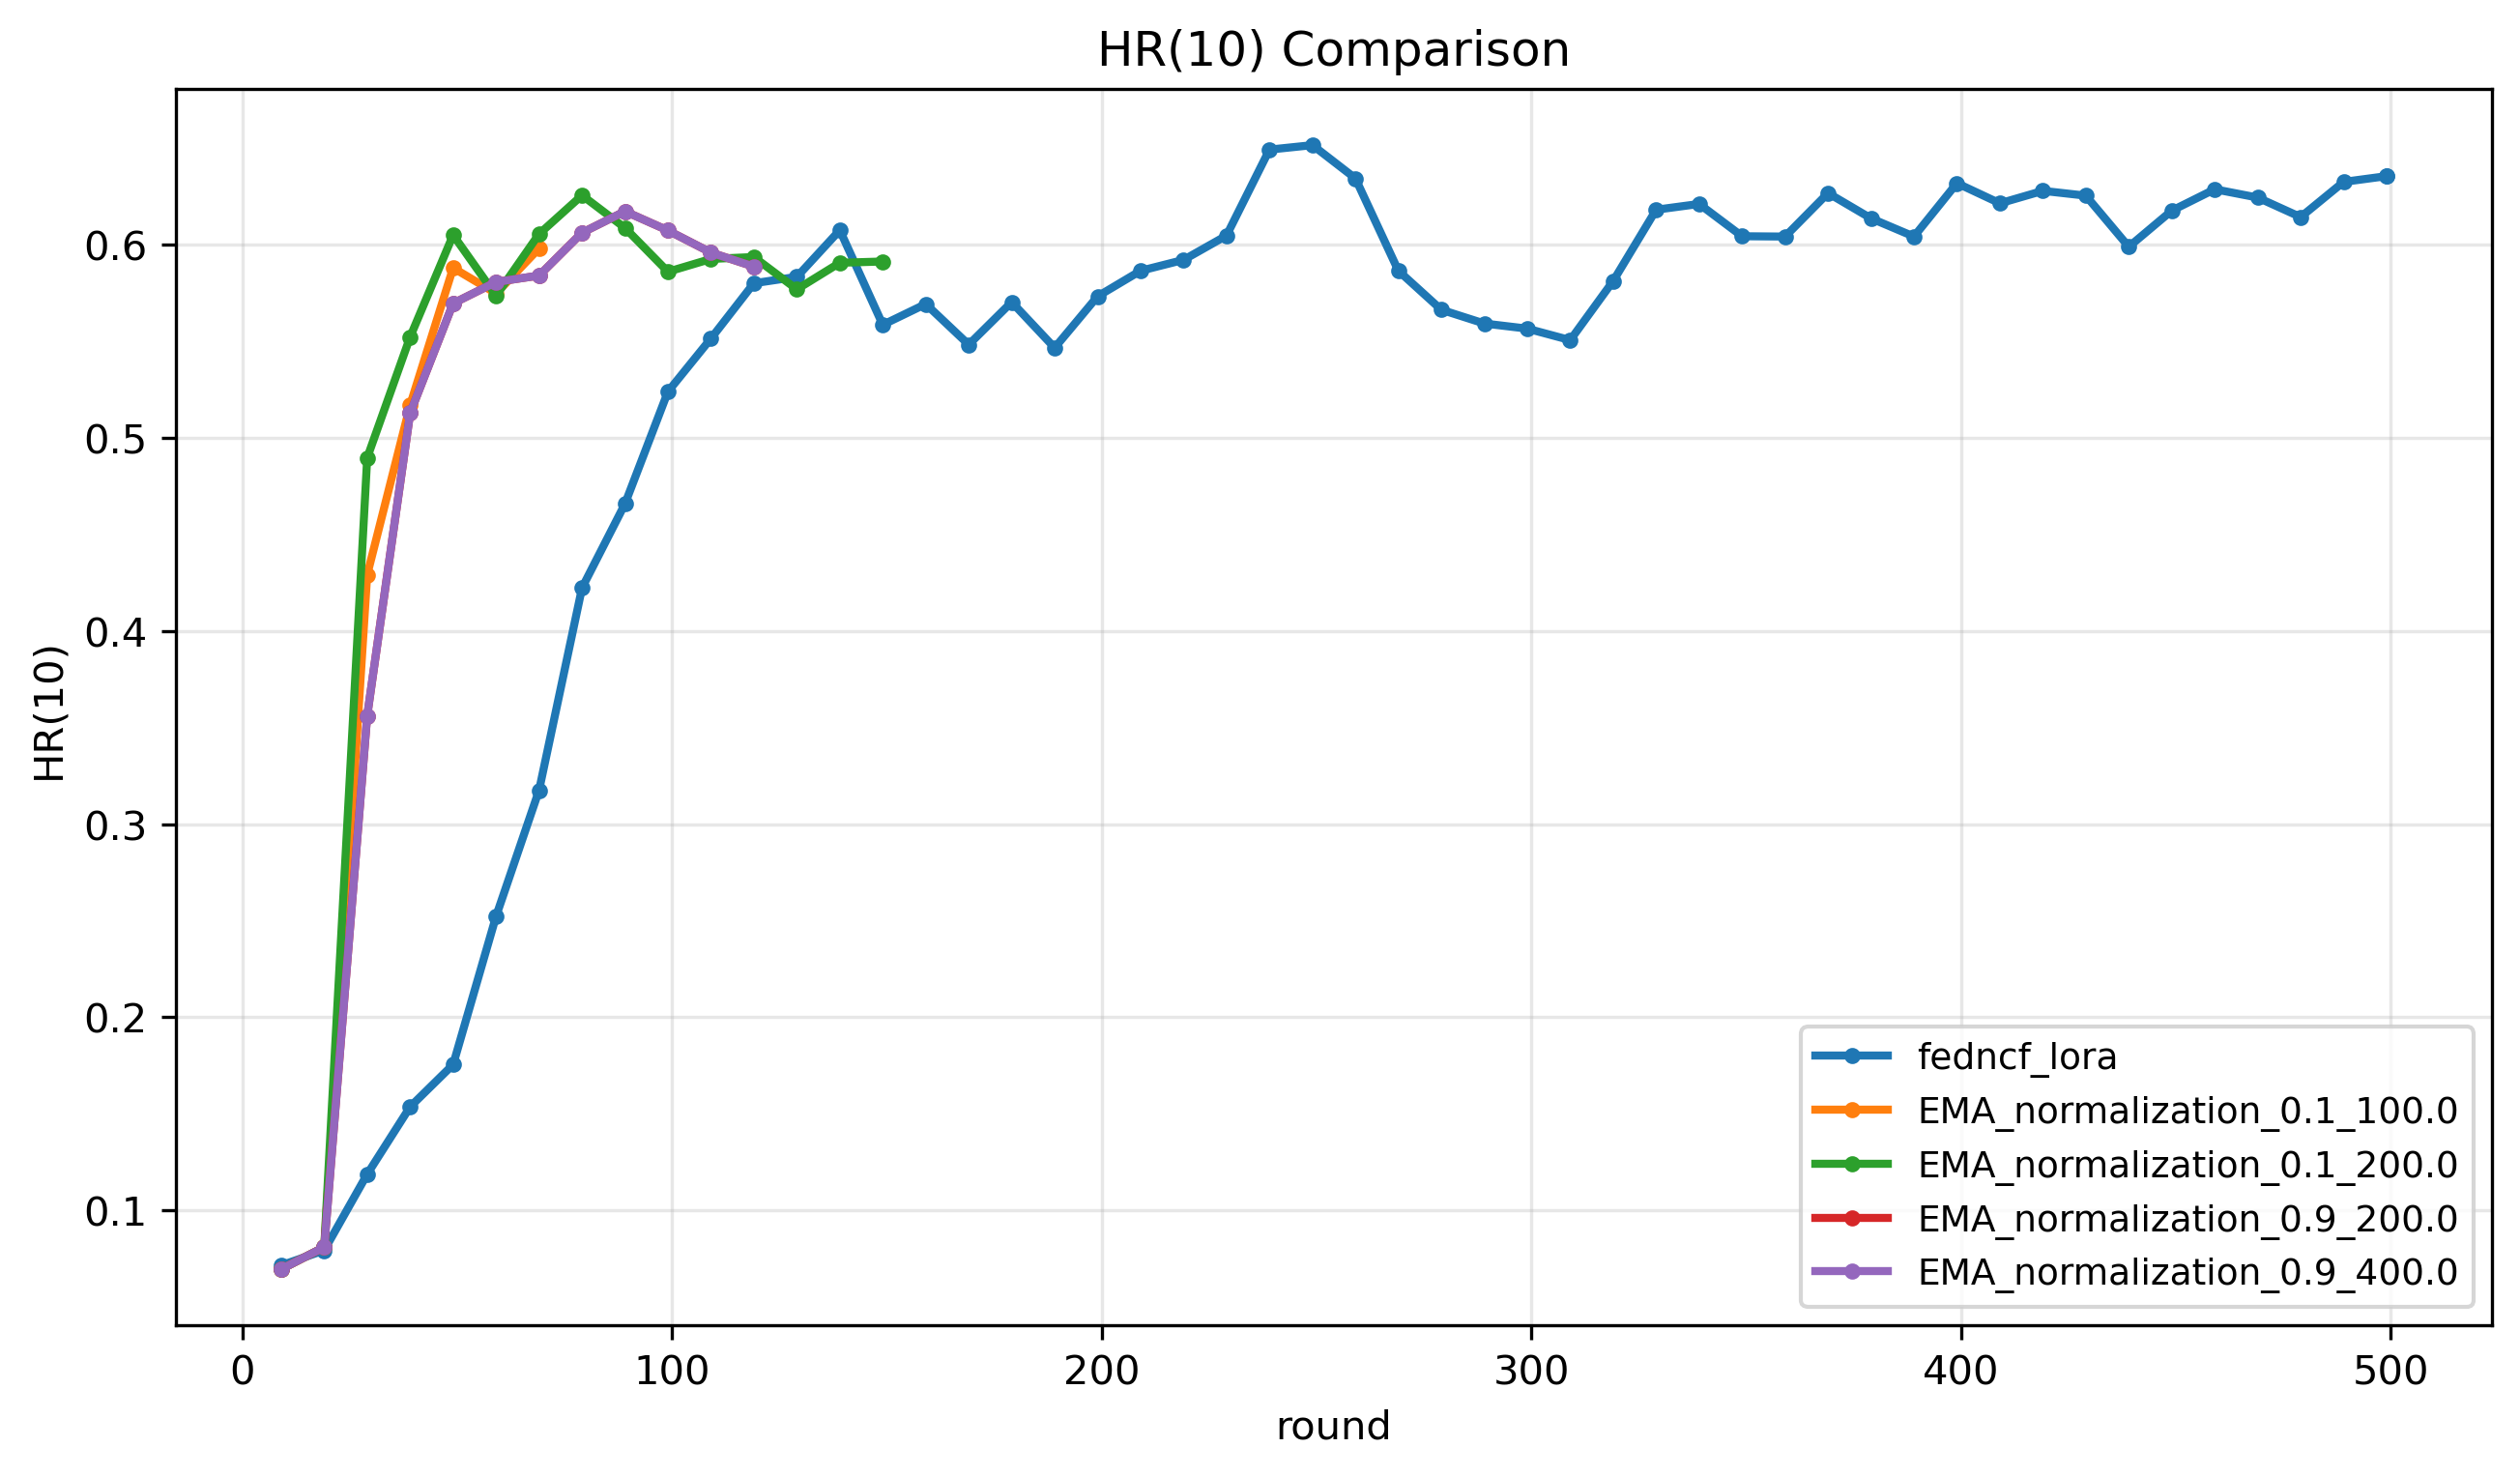 HR(10) Comparison
HR(10)
0.6
0.5
0.4
0.3
0.2
0.1
0
100
200
300
400
500
round
fedncf_lora
EMA_normalization_0.1_100.0
EMA_normalization_0.1_200.0
EMA_normalization_0.9_200.0
EMA_normalization_0.9_400.0